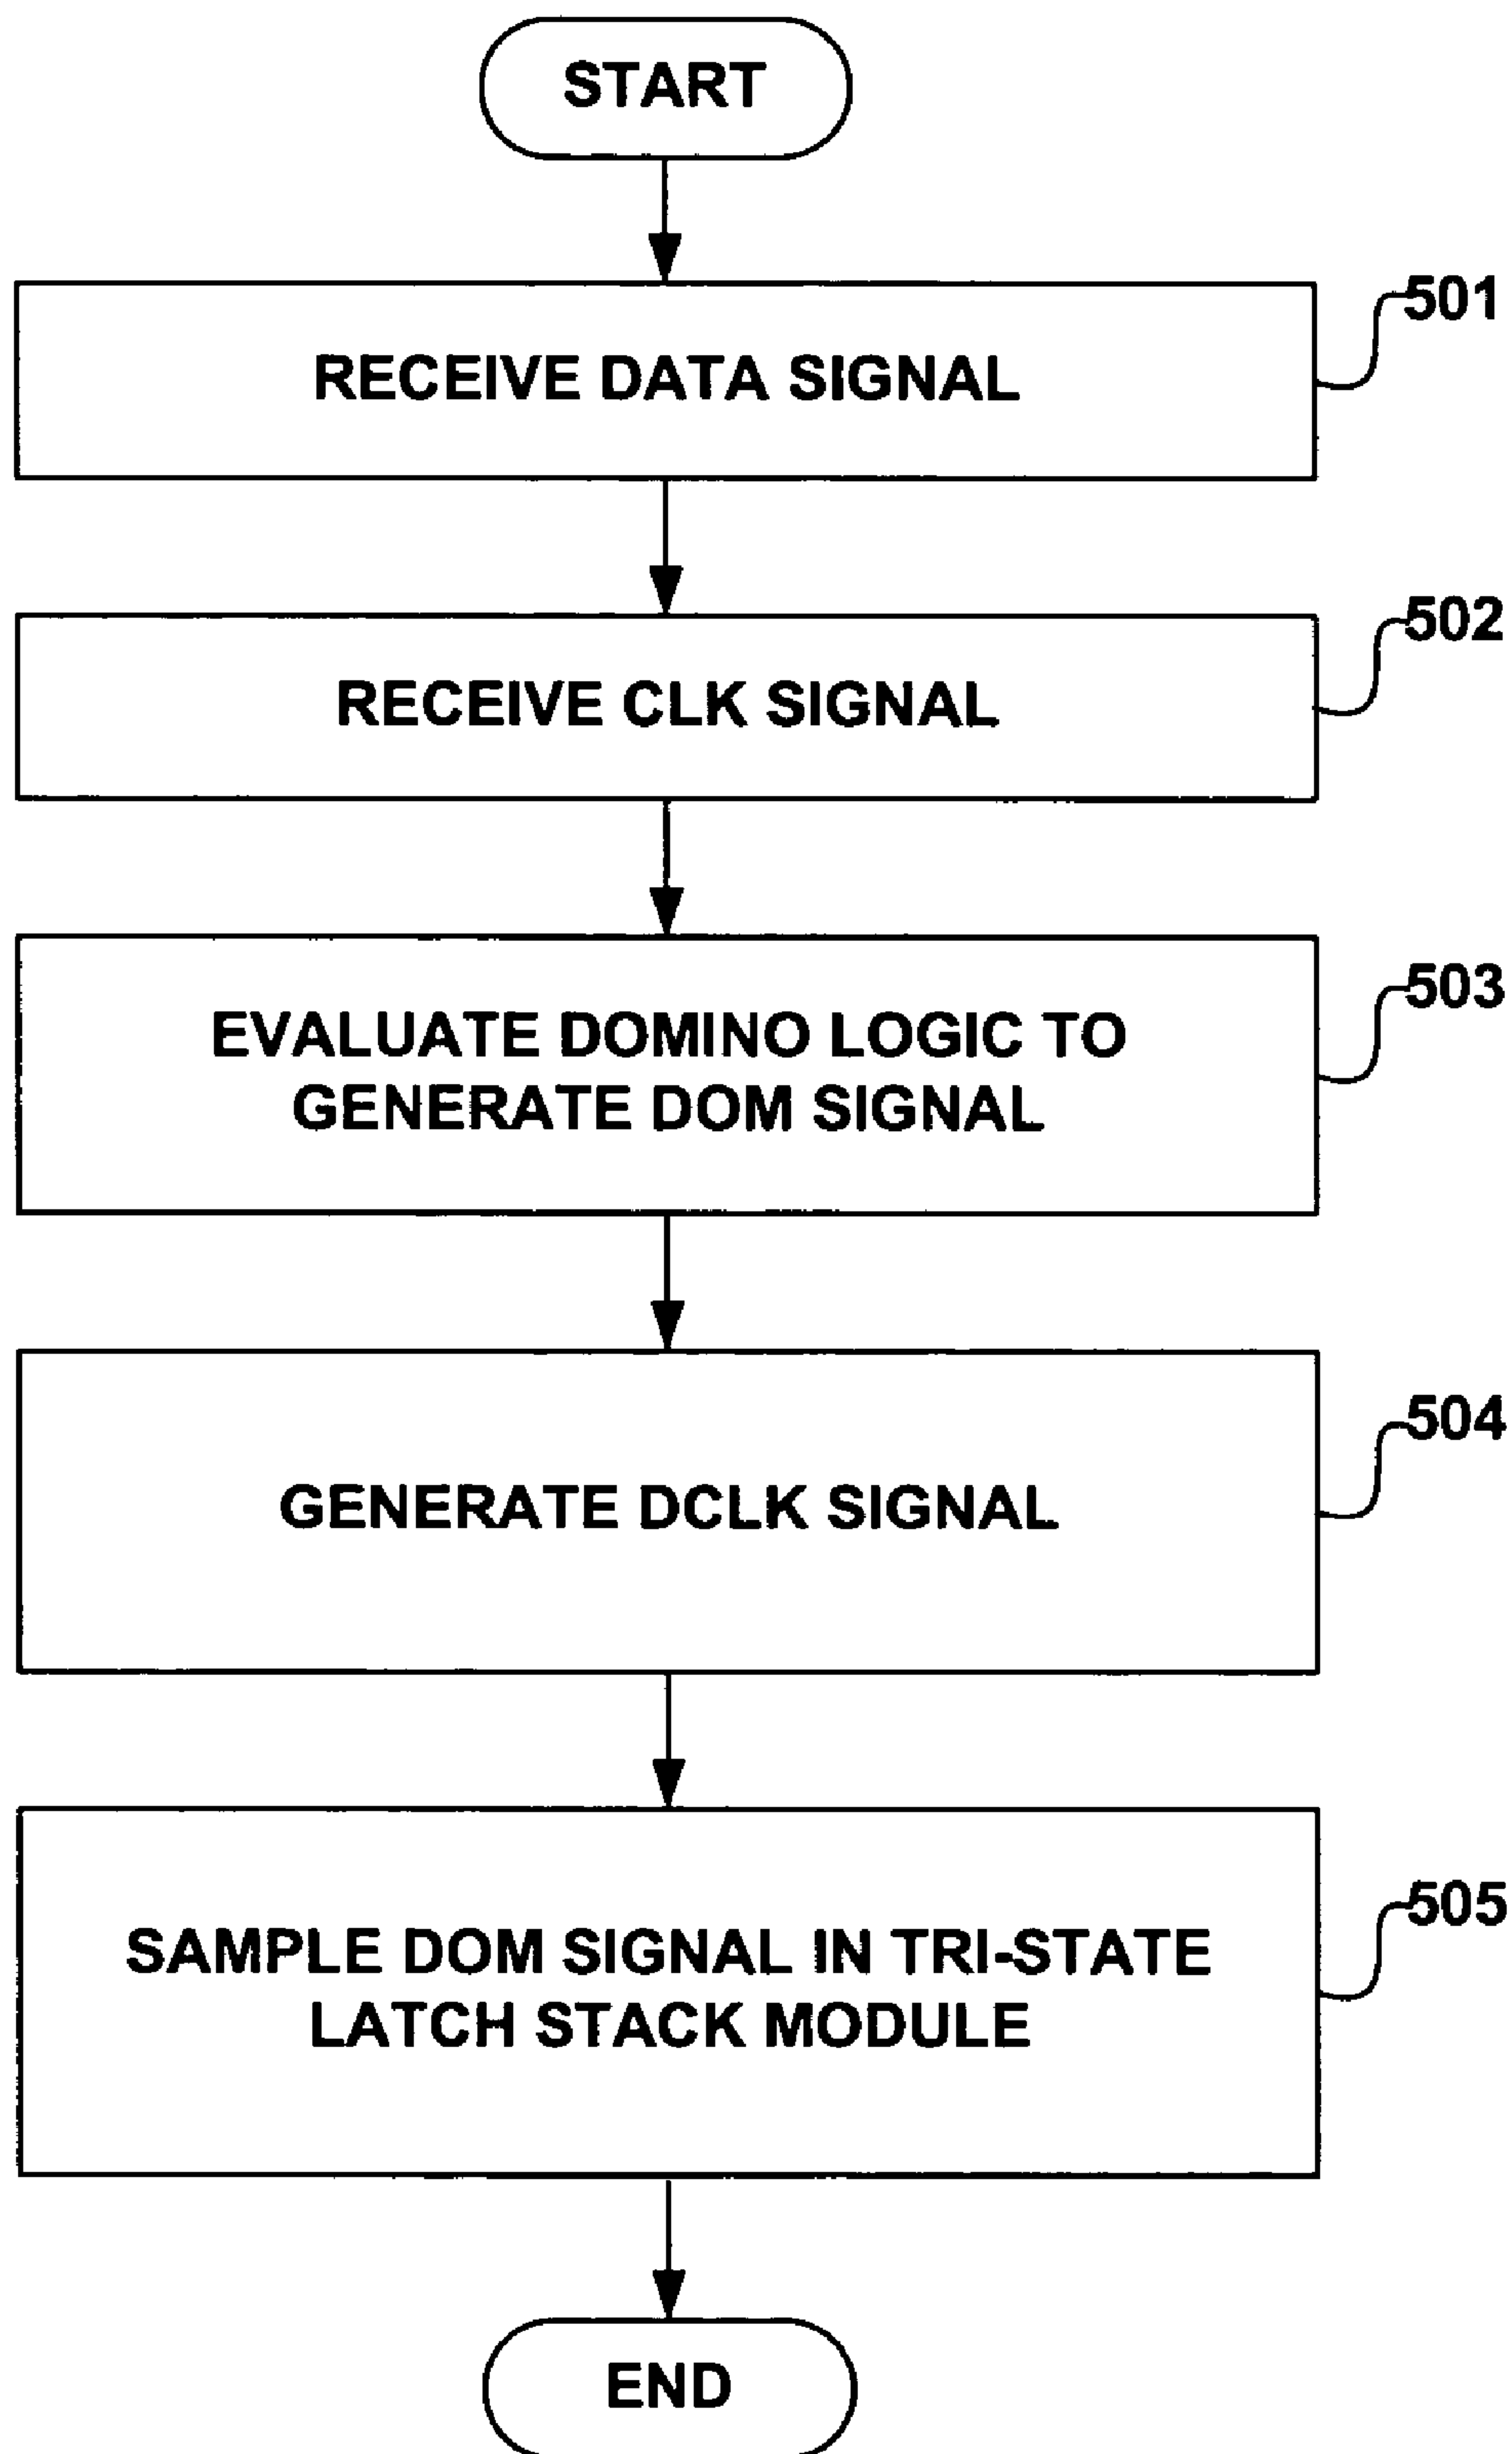 START
RECEIVE DATA SIGNAL
501
RECEIVE CLK SIGNAL
502
EVALUATE DOMINO LOGIC TO
GENERATE DOM SIGNAL
503
GENERATE DCLK SIGNAL
504
SAMPLE DOM SIGNAL IN TRI-STATE
LATCH STACK MODULE
505
END